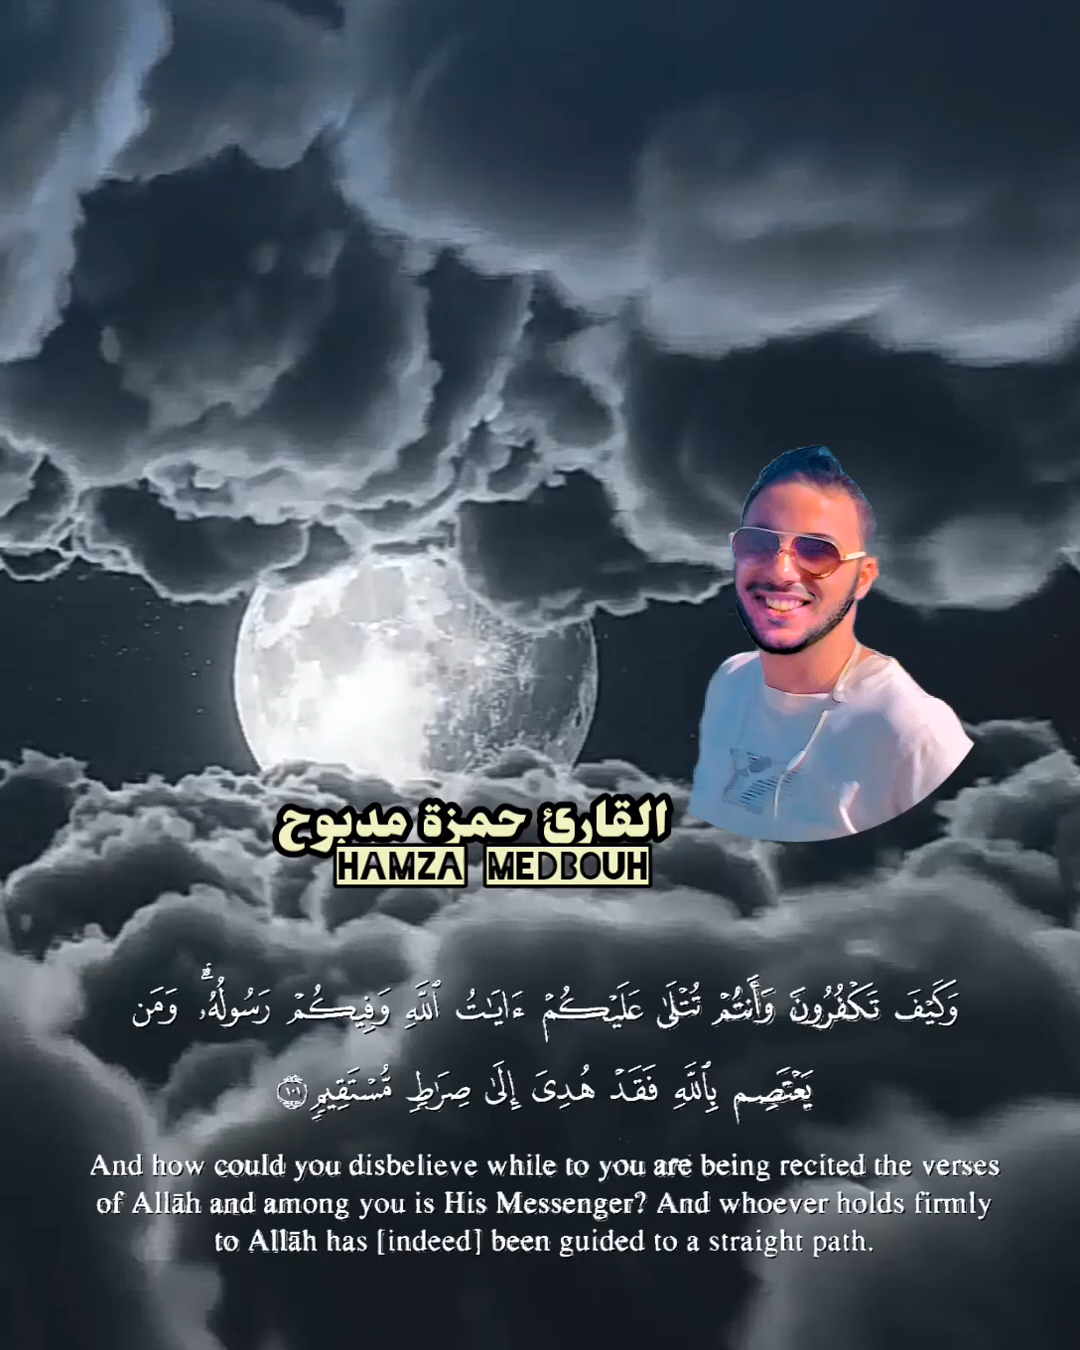 القارئ حمزة مدبوح
HAMZA MEDBOUH
وَكَيۡفَ تَكۡفُرُونَ وَأَنتُمۡ تُتۡلَىٰ عَلَيۡكُمۡ ءَايَٰتُ ٱللَّهِ وَفِيكُمۡ رَسُولُهُۥۗ وَمَن
يَعۡتَصِم بِٱللَّهِ فَقَدۡ هُدِيَ إِلَىٰ صِرَٰطٖ مُّسۡتَقِيمٖ ١٠١
And how could you disbelieve while to you are being recited the verses
of Allāh and among you is His Messenger? And whoever holds firmly
to Allāh has [indeed] been guided to a straight path.